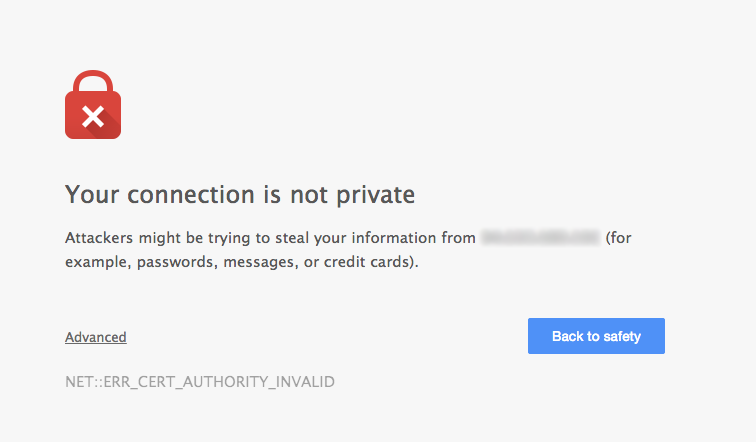 Your connection is not private
Attackers might be trying to steal your information from (for
example, passwords, messages, or credit cards).
Advanced
Back to safety
NET::ERR_CERT_AUTHORITY_INVALID